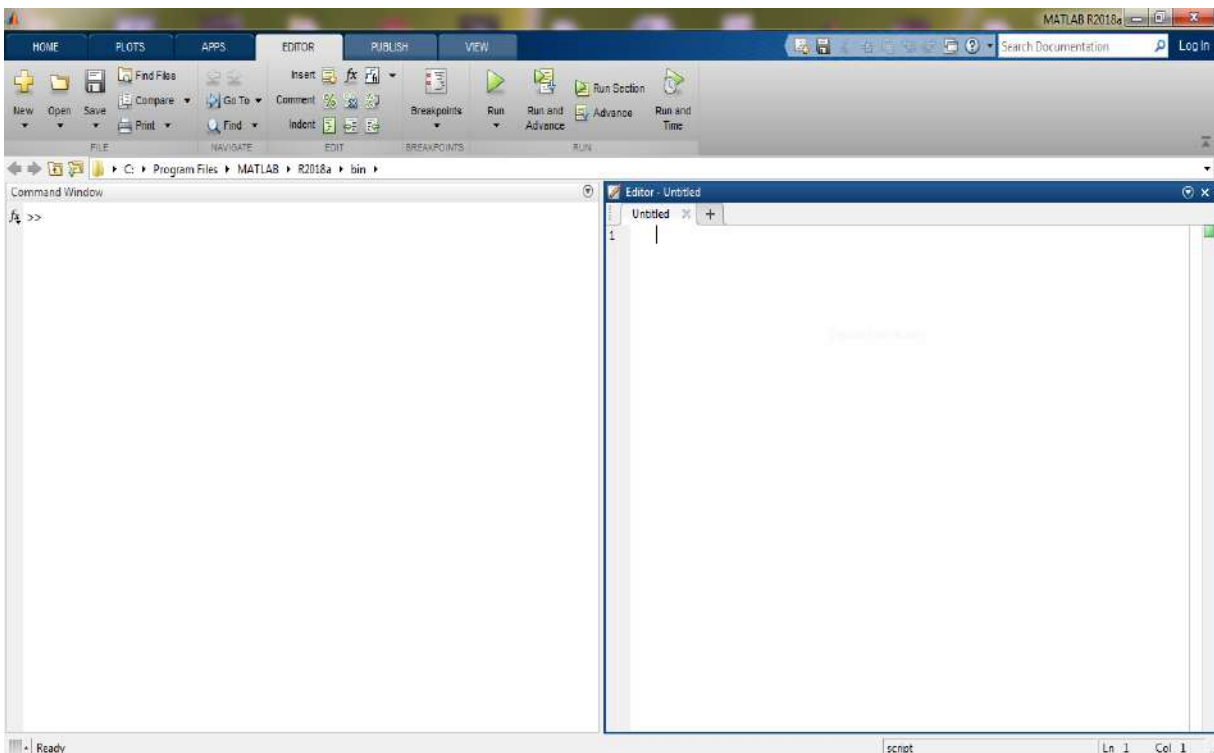 MATLAB R2018a
HOME PLOTS APPS EDITOR PUBLISH VIEW
Search Documentation
Log In
New Open Save
Find Files
Compare
Print
FILE
Go To
Find
NAVIGATE
Insert fx
Comment %
Indent
EDIT
Breakpoints
BREAKPOINTS
Run
Run and Advance
Run Section
Advance
Run and Time
RUN
C: Program Files MATLAB R2018a bin
Command Window
fx >>
Editor - Untitled
Untitled +
1
Ready
script
Ln 1 Col 1